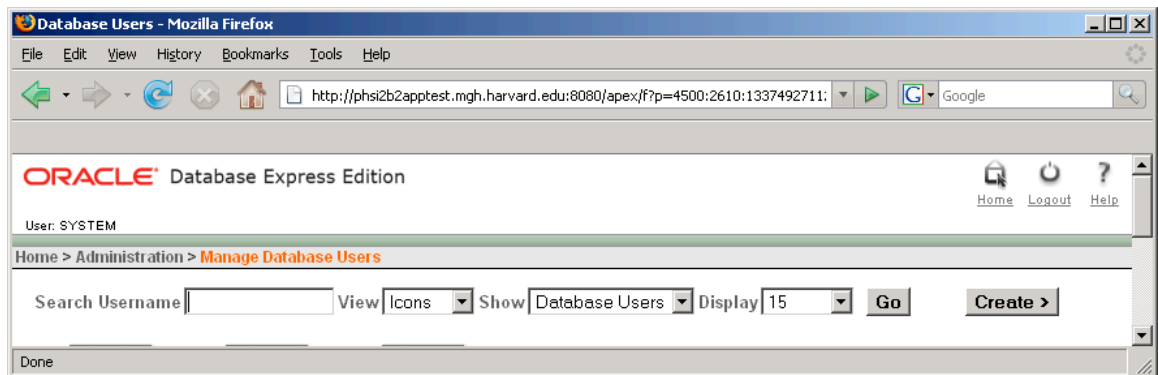 Database Users - Mozilla Firefox
File Edit View History Bookmarks Tools Help
http://phsi2b2apptest.mgh.harvard.edu:8080/apex/f?p=4500:2610:1337492711: G Google
ORACLE Database Express Edition
Home Logout Help
User: SYSTEM
Home > Administration > Manage Database Users
Search Username View Icons Show Database Users Display 15 Go Create >
Done